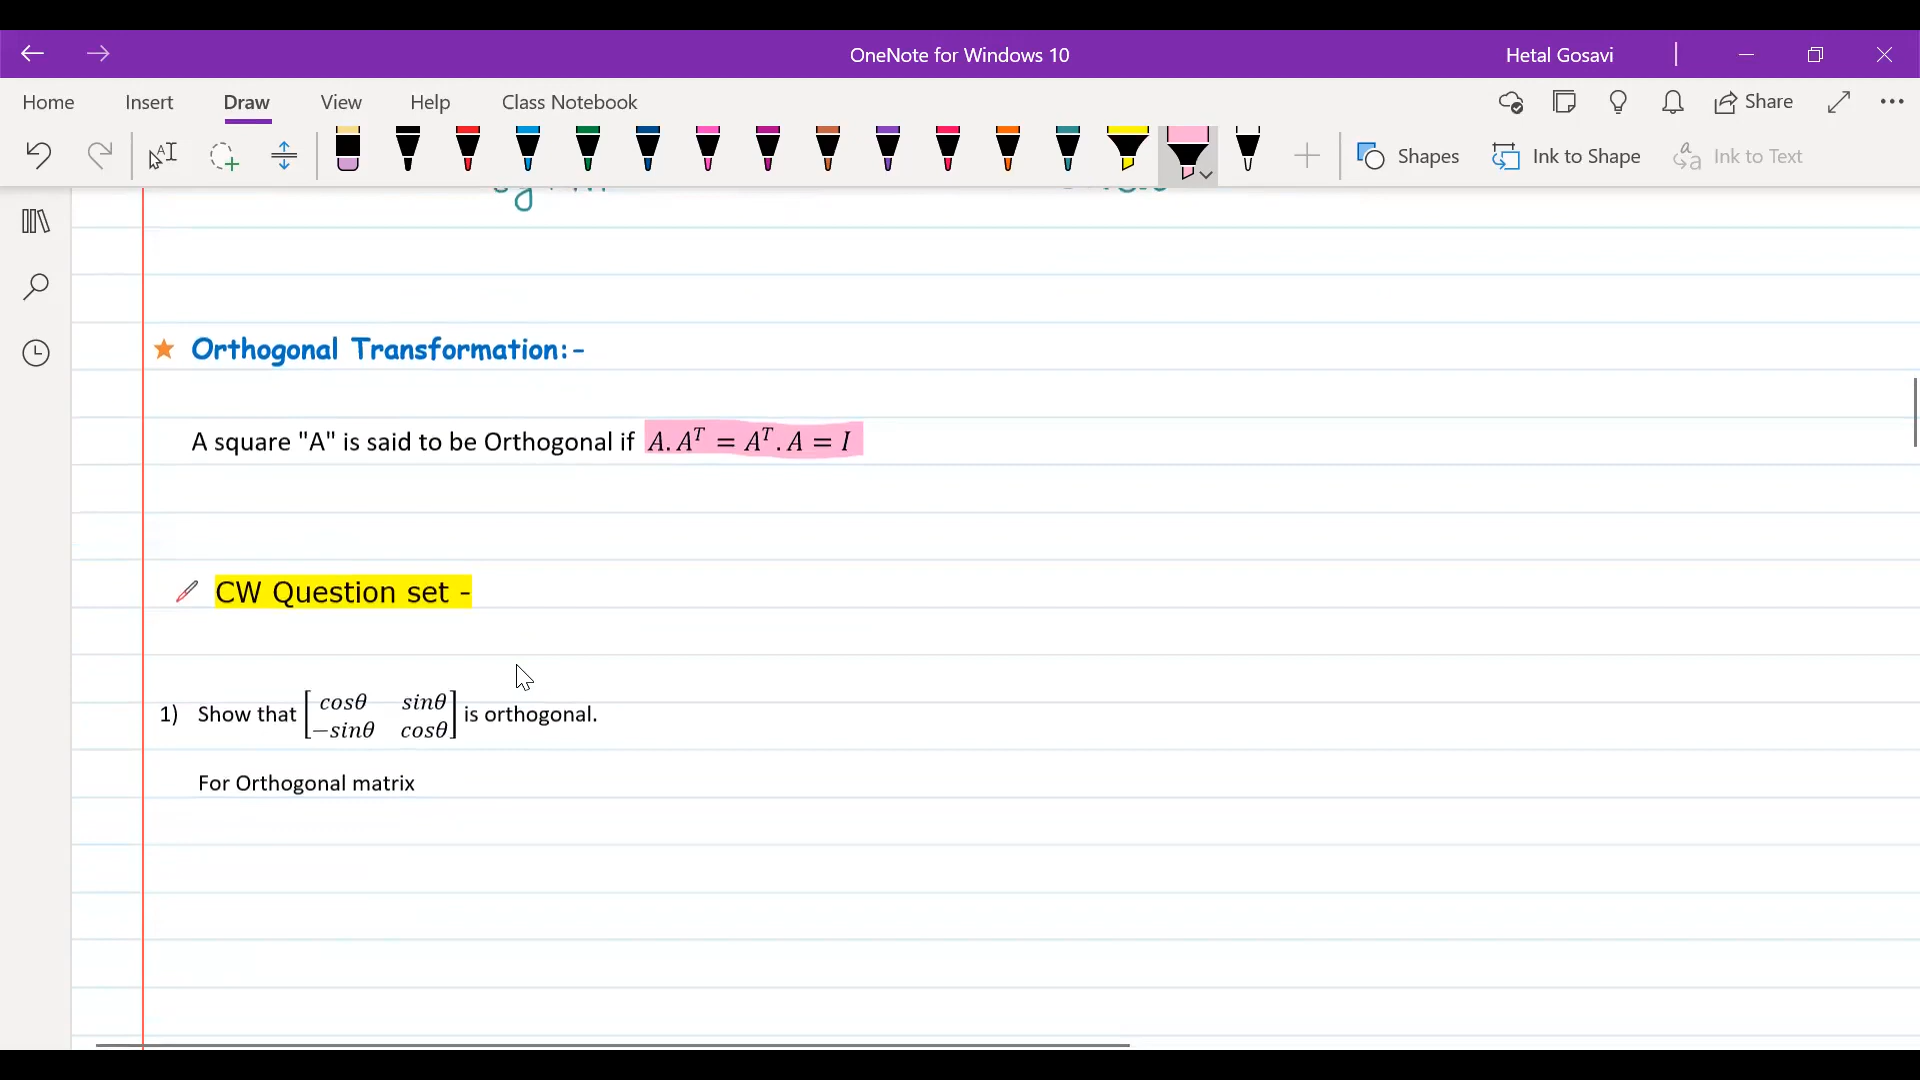 OneNote for Windows 10
Hetal Gosavi
Home Insert Draw View Help Class Notebook
Share
Shapes Ink to Shape Ink to Text
Orthogonal Transformation:-
A square "A" is said to be Orthogonal if A.Aᵀ = Aᵀ.A = I
CW Question set -
1) Show that [cosθ sinθ
-sinθ cosθ] is orthogonal.
For Orthogonal matrix